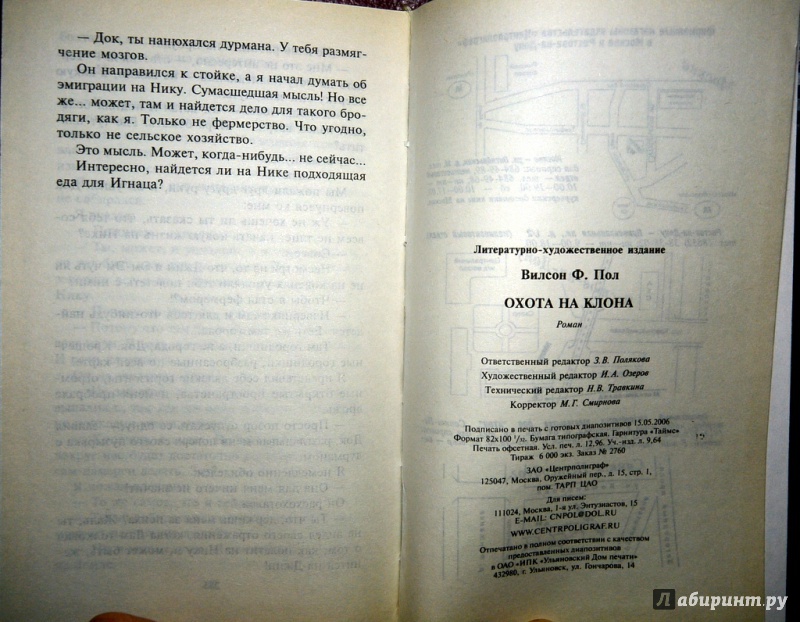 — Док, ты нанюхался дурмана. У тебя размяг-
чение мозгов.
Он направился к стойке, а я начал думать об
эмиграции на Нику. Сумасшедшая мысль! Но все
же... может, там и найдется дело для такого бро-
дяги, как я. Только не фермерство. Что угодно,
только не сельское хозяйство.
Это мысль. Может, когда-нибудь... не сейчас...
Интересно, найдется ли на Нике подходящая
еда для Игнаца?
Литературно-художественное издание
Вилсон Ф. Пол
ОХОТА НА КЛОНА
Роман
Ответственный редактор З.В. Полякова
Художественный редактор И.А. Озеров
Технический редактор Н.В. Травкина
Корректор М.Г. Смирнова
Подписано в печать с готовых диапозитивов 15.05.2006
Формат 82х100 1/32. Бумага типографская. Гарнитура «Таймс»
Печать офсетная. Усл. печ. л. 12,96. Уч.-изд. л. 9,64
Тираж 6 000 экз. Заказ № 2760
ЗАО «Центрполиграф»
125047, Москва, Оружейный пер., д. 15, стр. 1,
пом. ТАРП ЦАО
Для писем:
111024, Москва, 1-я ул. Энтузиастов, 15
E-MAIL: CNPOL@DOL.RU
WWW.CENTRPOLIGRAF.RU
Отпечатано в полном соответствии с качеством
предоставленных диапозитивов
в ОАО «ИПК «Ульяновский Дом печати»
432980, г. Ульяновск, ул. Гончарова, 14
Лабиринт.ру